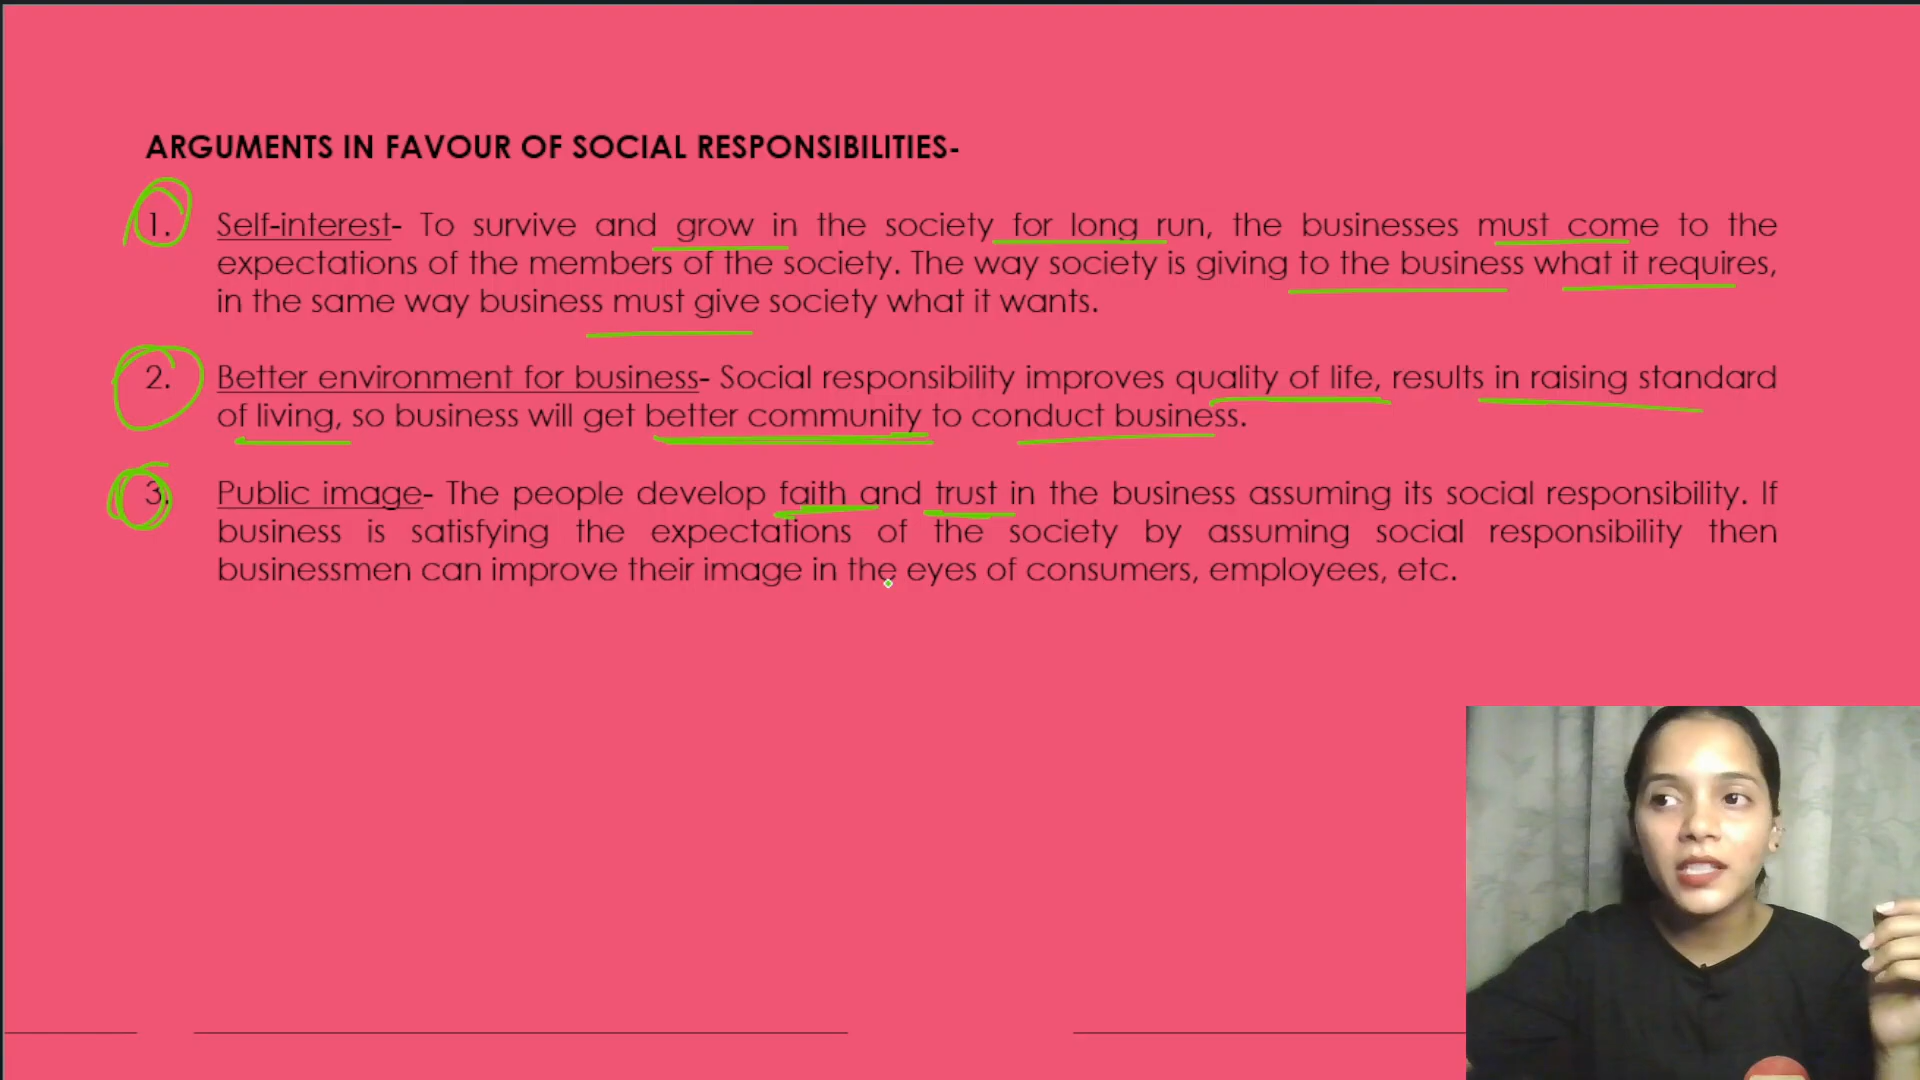 ARGUMENTS IN FAVOUR OF SOCIAL RESPONSIBILITIES-
1. Self-interest- To survive and grow in the society for long run, the businesses must come to the
expectations of the members of the society. The way society is giving to the business what it requires,
in the same way business must give society what it wants.
2. Better environment for business- Social responsibility improves quality of life, results in raising standard
of living, so business will get better community to conduct business.
3. Public image- The people develop faith and trust in the business assuming its social responsibility. If
business is satisfying the expectations of the society by assuming social responsibility then
businessmen can improve their image in the eyes of consumers, employees, etc.